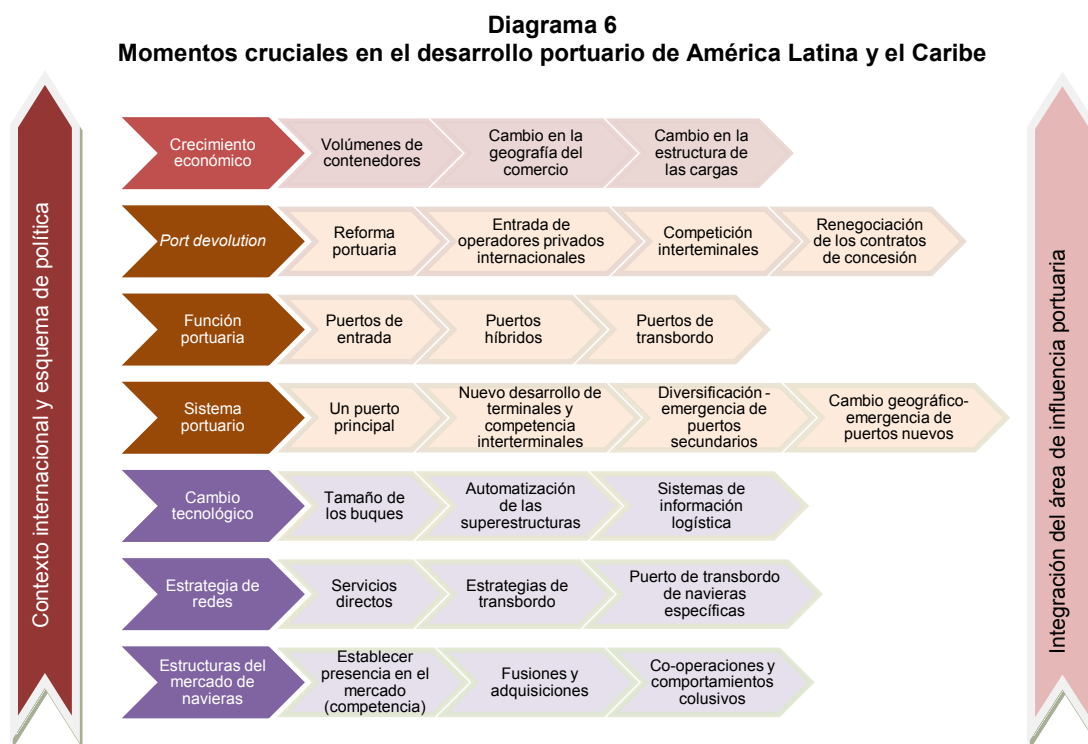 Diagrama 6
Momentos cruciales en el desarrollo portuario de América Latina y el Caribe
Contexto internacional y esquema de política
Crecimiento
económico
Volúmenes de
contenedores
Cambio en la
geografía del
comercio
Cambio en la
estructura de
las cargas
Port devolution
Reforma
portuaria
Entrada de
operadores privados
internacionales
Competición
interteminales
Renegociación
de los contratos
de concesión
Función
portuaria
Puertos de
entrada
Puertos
híbridos
Puertos de
transbordo
Sistema
portuario
Un puerto
principal
Nuevo desarrollo de
terminales y
competencia
interterminales
Diversificación -
emergencia de
puertos
secundarios
Cambio geográfico-
emergencia de
puertos nuevos
Cambio
tecnológico
Tamaño de
los buques
Automatización
de las
superestructuras
Sistemas de
información
logística
Estrategia de
redes
Servicios
directos
Estrategias de
transbordo
Puerto de transbordo
de navieras
específicas
Estructuras del
mercado de
navieras
Establecer
presencia en el
mercado
(competencia)
Fusiones y
adquisiciones
Co-operaciones y
comportamientos
colusivos
Integración del área de influencia portuaria